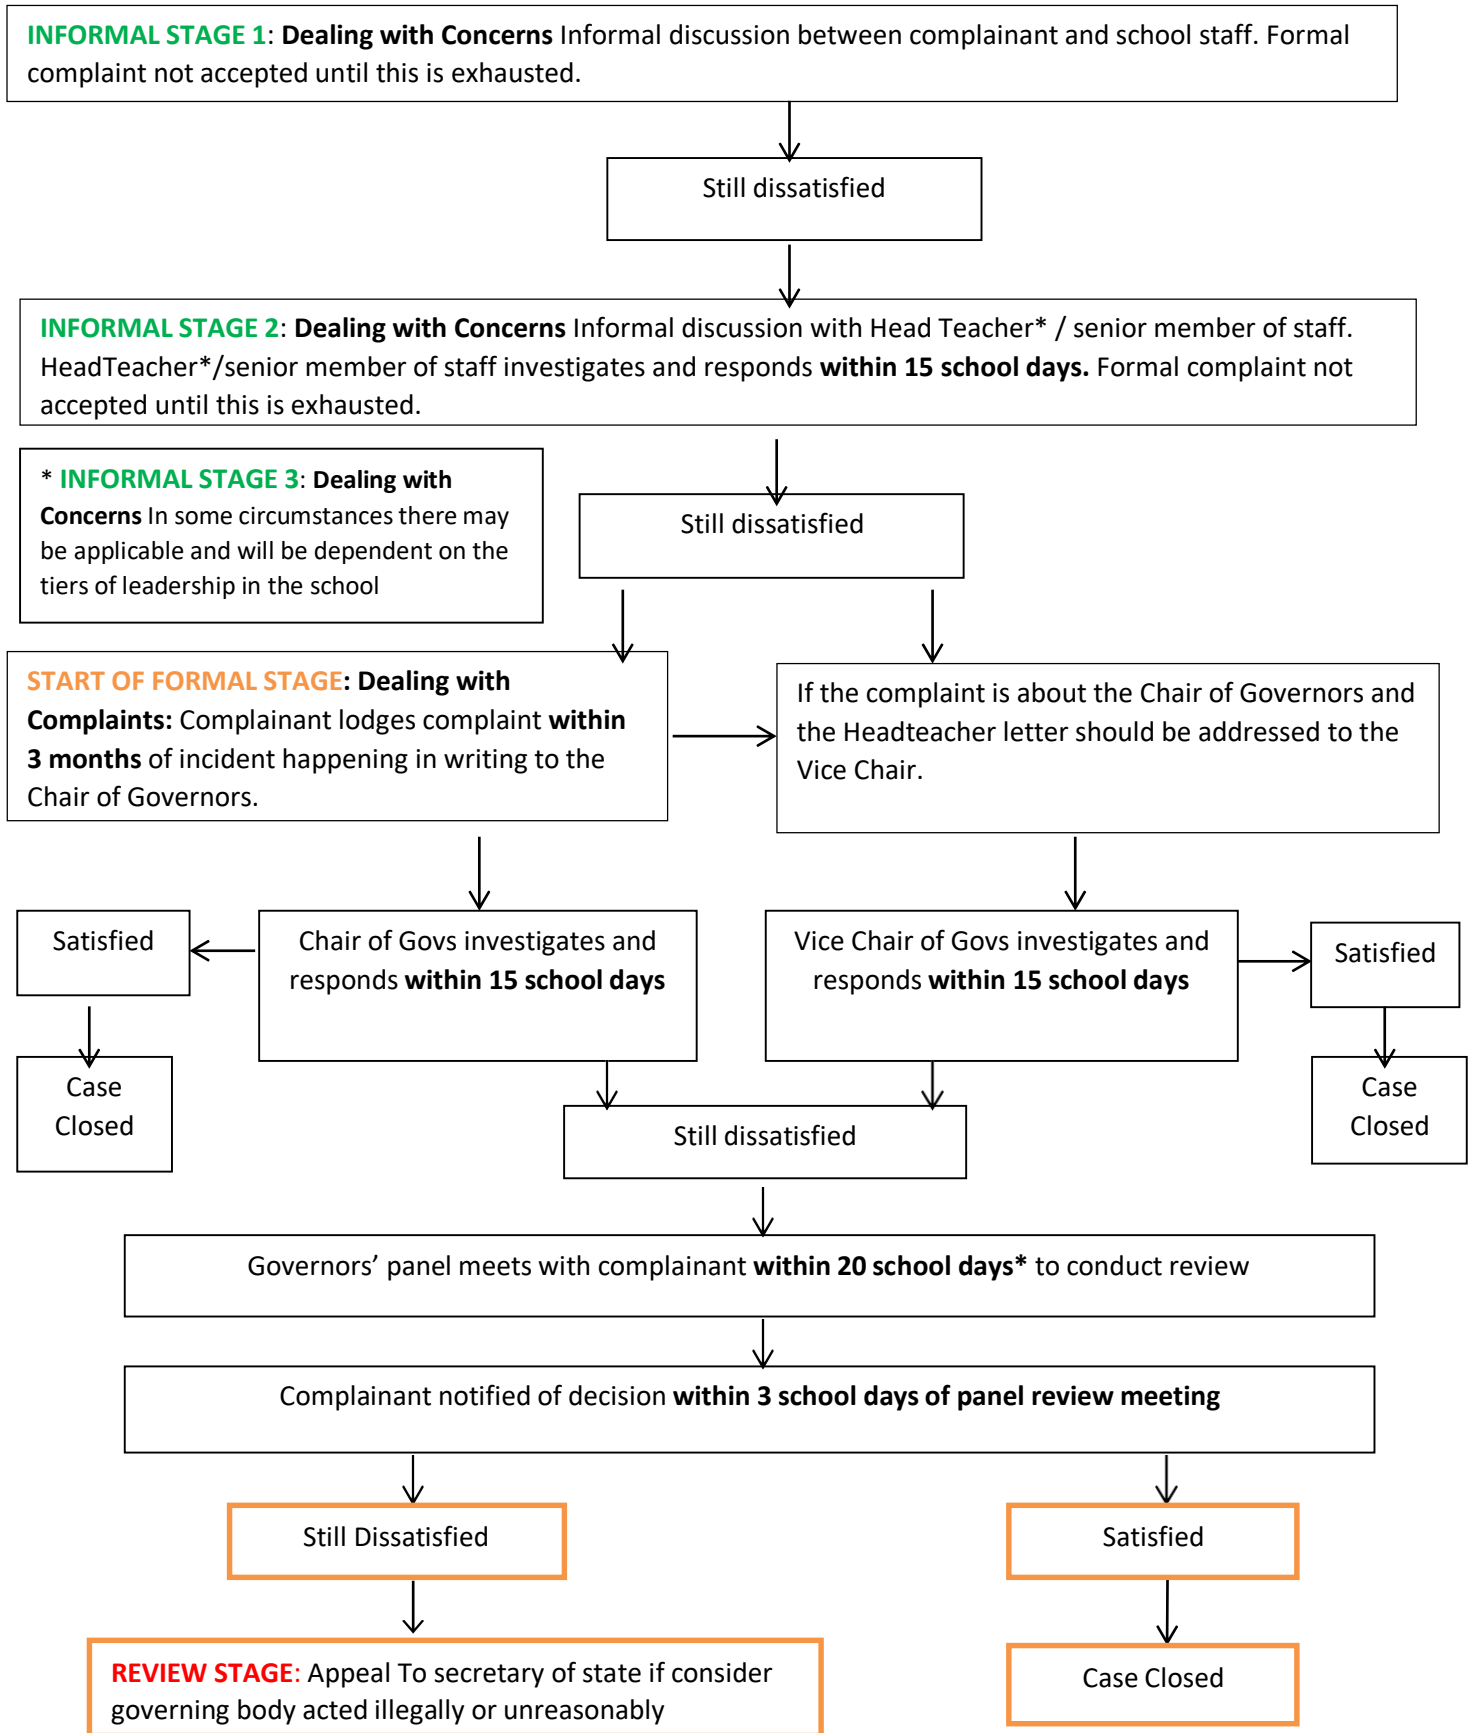 INFORMAL STAGE 1: Dealing with Concerns Informal discussion between complainant and school staff. Formal
complaint not accepted until this is exhausted.
Still dissatisfied
INFORMAL STAGE 2: Dealing with Concerns Informal discussion with Head Teacher* / senior member of staff.
HeadTeacher*/senior member of staff investigates and responds within 15 school days. Formal complaint not
accepted until this is exhausted.
* INFORMAL STAGE 3: Dealing with
Concerns In some circumstances there may
be applicable and will be dependent on the
tiers of leadership in the school
Still dissatisfied
START OF FORMAL STAGE: Dealing with
Complaints: Complainant lodges complaint within
3 months of incident happening in writing to the
Chair of Governors.
If the complaint is about the Chair of Governors and
the Headteacher letter should be addressed to the
Vice Chair.
Satisfied
Chair of Govs investigates and
responds within 15 school days
Vice Chair of Govs investigates and
responds within 15 school days
Satisfied
Case
Closed
Still dissatisfied
Case
Closed
Governors’ panel meets with complainant within 20 school days* to conduct review
Complainant notified of decision within 3 school days of panel review meeting
Still Dissatisfied
Satisfied
REVIEW STAGE: Appeal To secretary of state if consider
governing body acted illegally or unreasonably
Case Closed